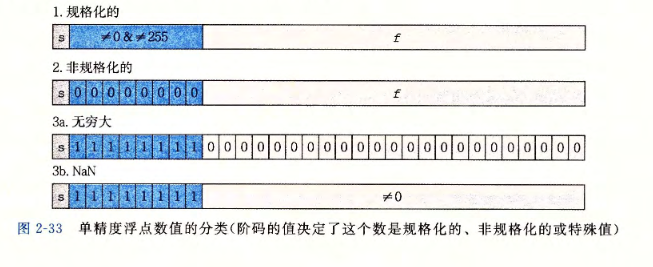 1. 规格化的
s ≠0&≠255 f
2. 非规格化的
s 0 0 0 0 0 0 0 0 f
3a. 无穷大
s 1 1 1 1 1 1 1 1 0 0 0 0 0 0 0 0 0 0 0 0 0 0 0 0 0 0 0 0 0 0 0
3b. NaN
s 1 1 1 1 1 1 1 1 ≠0
图 2-33 单精度浮点数值的分类(阶码的值决定了这个数是规格化的、非规格化的或特殊值)